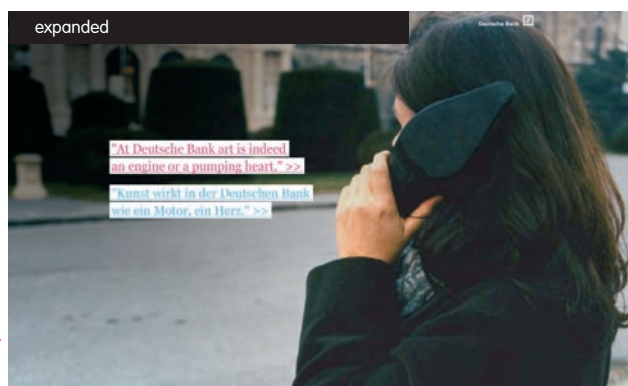 expanded
Deutsche Bank
"At Deutsche Bank art is indeed
an engine or a pumping heart." >>
"Kunst wirkt in der Deutschen Bank
wie ein Motor, ein Herz." >>